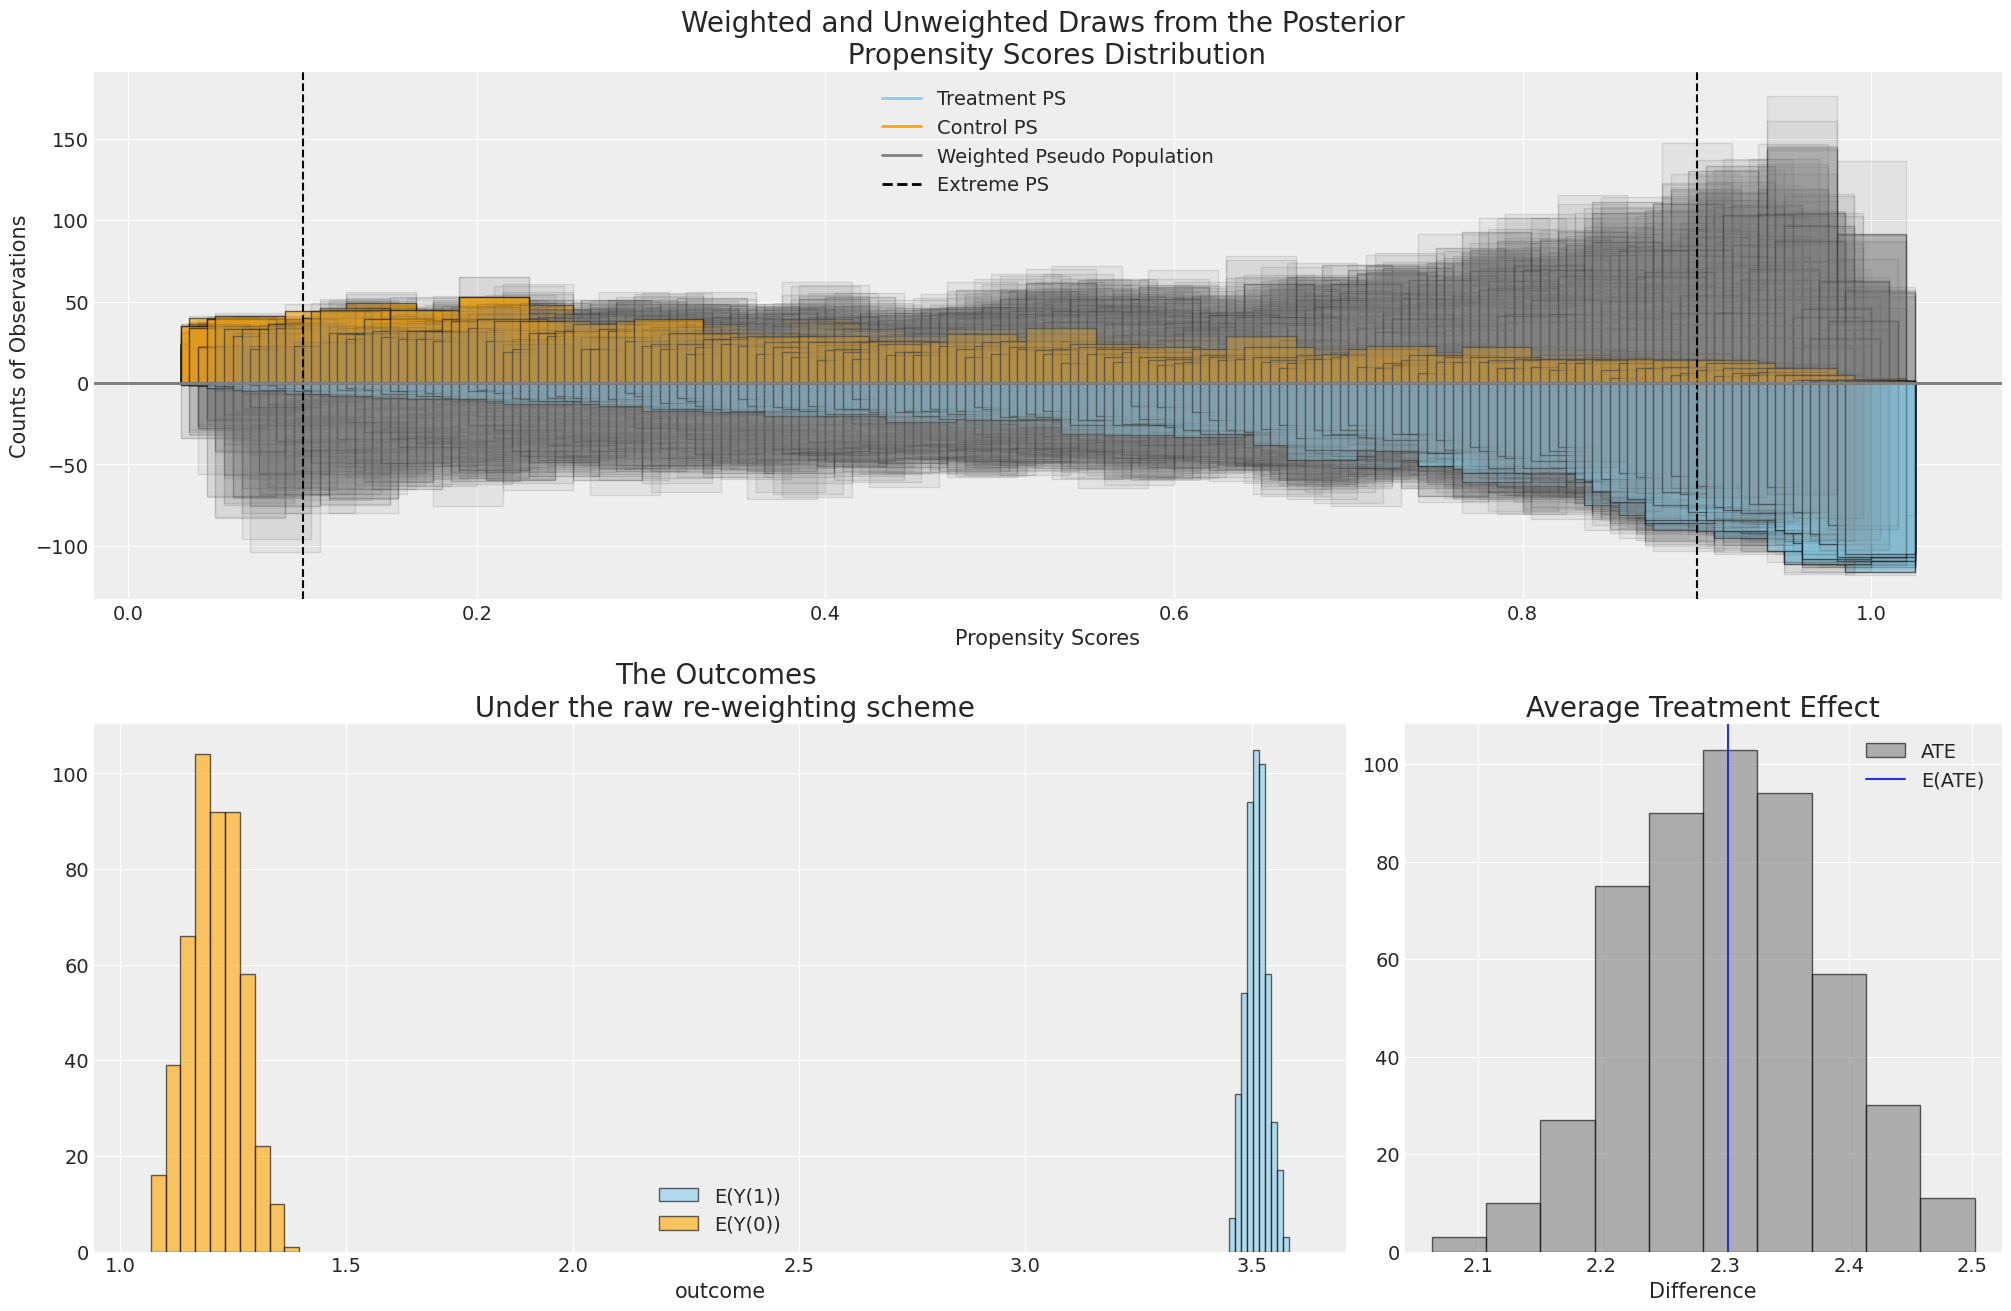 Weighted and Unweighted Draws from the Posterior
Propensity Scores Distribution
Treatment PS
Control PS
Weighted Pseudo Population
Extreme PS
Counts of Observations
150
100
50
0
−50
−100
0.0 0.2 0.4 0.6 0.8 1.0
Propensity Scores
The Outcomes
Under the raw re-weighting scheme
100
80
60
40
20
0
E(Y(1))
E(Y(0))
1.0 1.5 2.0 2.5 3.0 3.5
outcome
Average Treatment Effect
ATE
E(ATE)
100
80
60
40
20
0
2.1 2.2 2.3 2.4 2.5
Difference